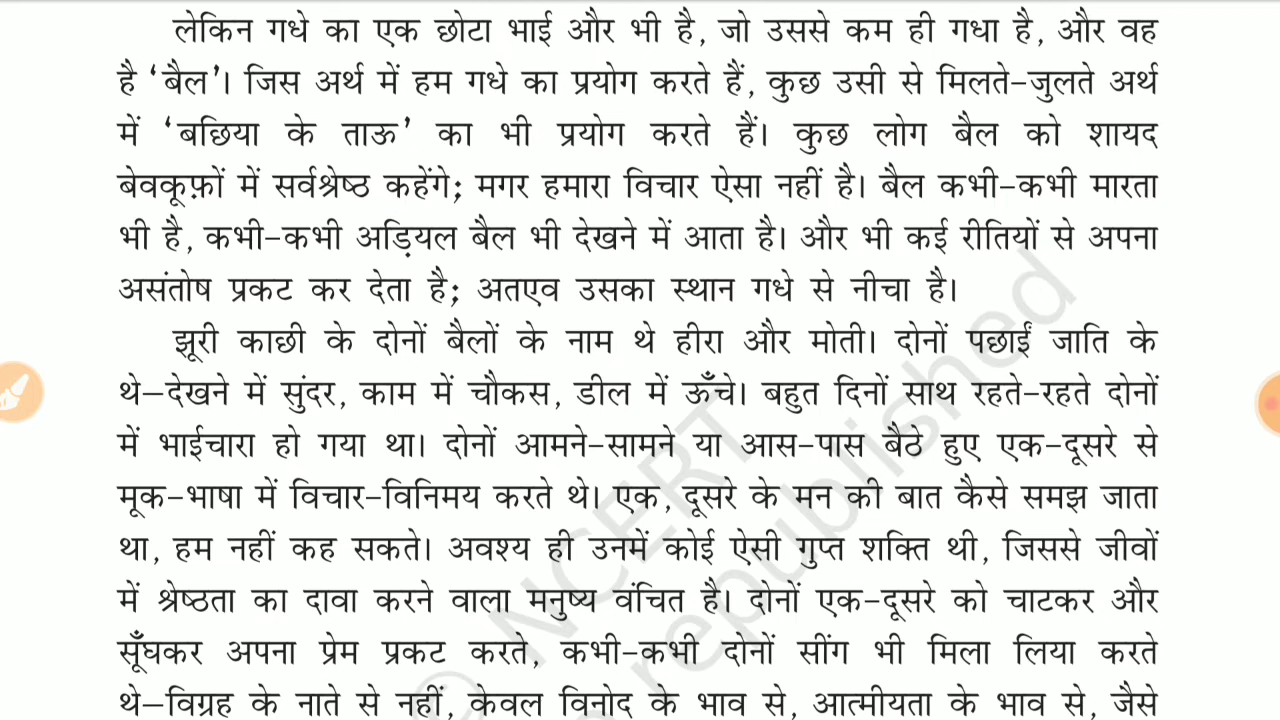 लेकिन गधे का एक छोटा भाई और भी है, जो उससे कम ही गधा है, और वह
है ‘बैल’। जिस अर्थ में हम गधे का प्रयोग करते हैं, कुछ उसी से मिलते-जुलते अर्थ
में ‘बछिया के ताऊ’ का भी प्रयोग करते हैं। कुछ लोग बैल को शायद
बेवकूफ़ों में सर्वश्रेष्ठ कहेंगे; मगर हमारा विचार ऐसा नहीं है। बैल कभी-कभी मारता
भी है, कभी-कभी अड़ियल बैल भी देखने में आता है। और भी कई रीतियों से अपना
असंतोष प्रकट कर देता है; अतएव उसका स्थान गधे से नीचा है।
झूरी काछी के दोनों बैलों के नाम थे हीरा और मोती। दोनों पछाईं जाति के
थे—देखने में सुंदर, काम में चौकस, डील में ऊँचे। बहुत दिनों साथ रहते-रहते दोनों
में भाईचारा हो गया था। दोनों आमने-सामने या आस-पास बैठे हुए एक-दूसरे से
मूक-भाषा में विचार-विनिमय करते थे। एक, दूसरे के मन की बात कैसे समझ जाता
था, हम नहीं कह सकते। अवश्य ही उनमें कोई ऐसी गुप्त शक्ति थी, जिससे जीवों
में श्रेष्ठता का दावा करने वाला मनुष्य वंचित है। दोनों एक-दूसरे को चाटकर और
सूँघकर अपना प्रेम प्रकट करते, कभी-कभी दोनों सींग भी मिला लिया करते
थे—विग्रह के नाते से नहीं, केवल विनोद के भाव से, आत्मीयता के भाव से, जैसे
© NCERT
republished